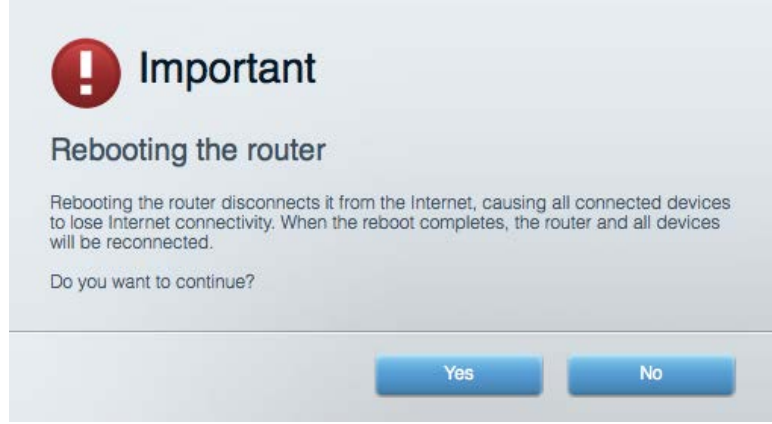 Important
Rebooting the router
Rebooting the router disconnects it from the Internet, causing all connected devices
to lose Internet connectivity. When the reboot completes, the router and all devices
will be reconnected.
Do you want to continue?
Yes No